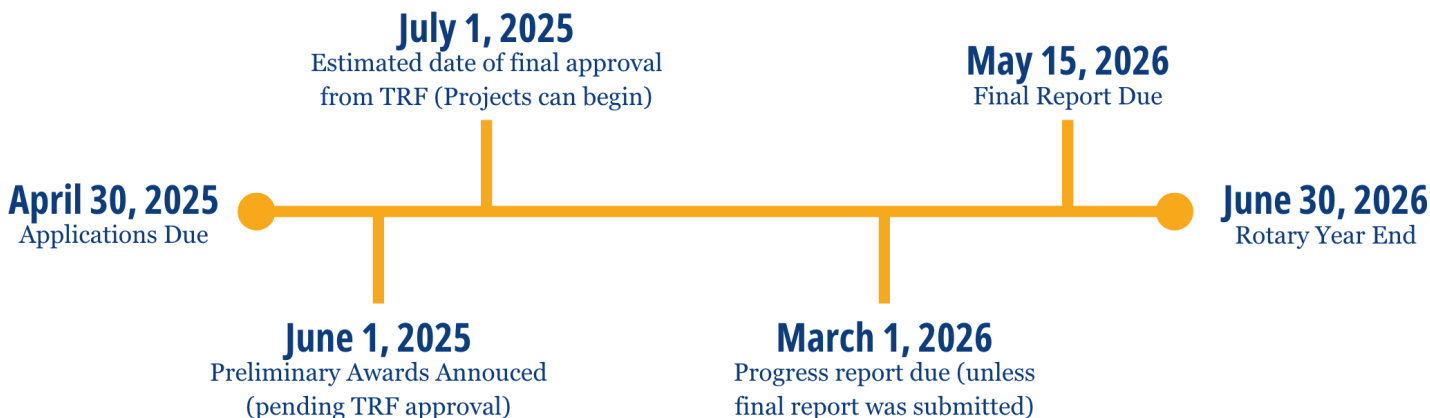 July 1, 2025
Estimated date of final approval
from TRF (Projects can begin)
May 15, 2026
Final Report Due
April 30, 2025
Applications Due
June 30, 2026
Rotary Year End
June 1, 2025
Preliminary Awards Annouced
(pending TRF approval)
March 1, 2026
Progress report due (unless
final report was submitted)